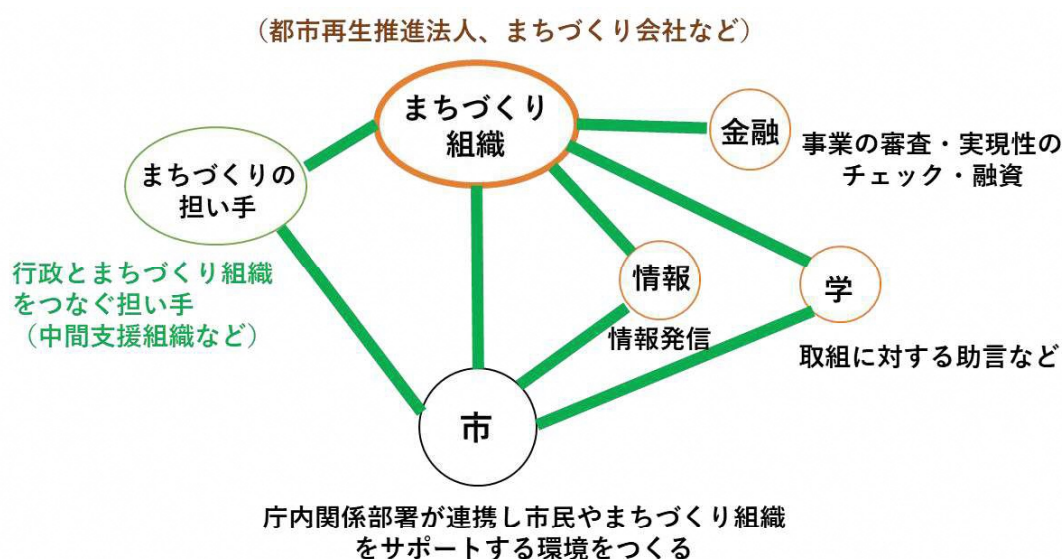 （都市再生推進法人、まちづくり会社など）
まちづくり
組織
金融
事業の審査・実現性の
チェック・融資
まちづくりの
担い手
行政とまちづくり組織
をつなぐ担い手
（中間支援組織など）
情報
情報発信
学
取組に対する助言など
市
庁内関係部署が連携し市民やまちづくり組織
をサポートする環境をつくる